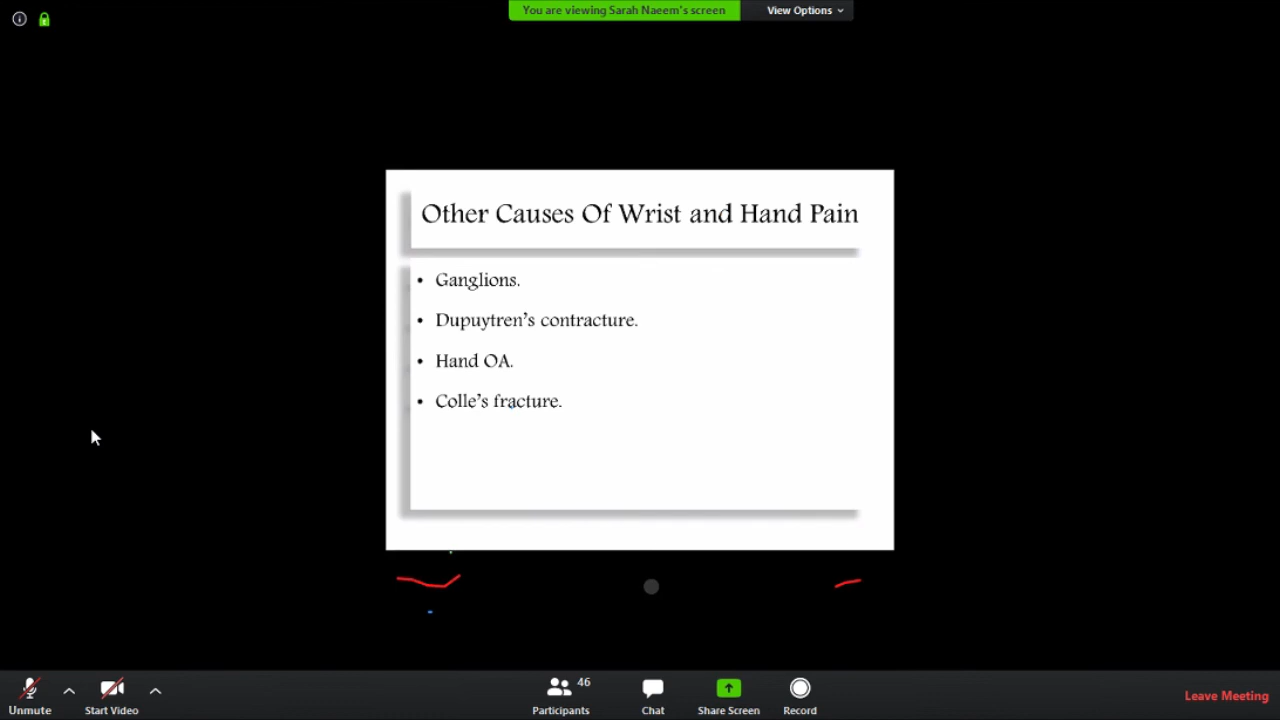 You are viewing Sarah Naeem's screen
View Options
Other Causes Of Wrist and Hand Pain
• Ganglions.
• Dupuytren's contracture.
• Hand OA.
• Colle's fracture.
Unmute
Start Video
46
Participants
Chat
Share Screen
Record
Leave Meeting